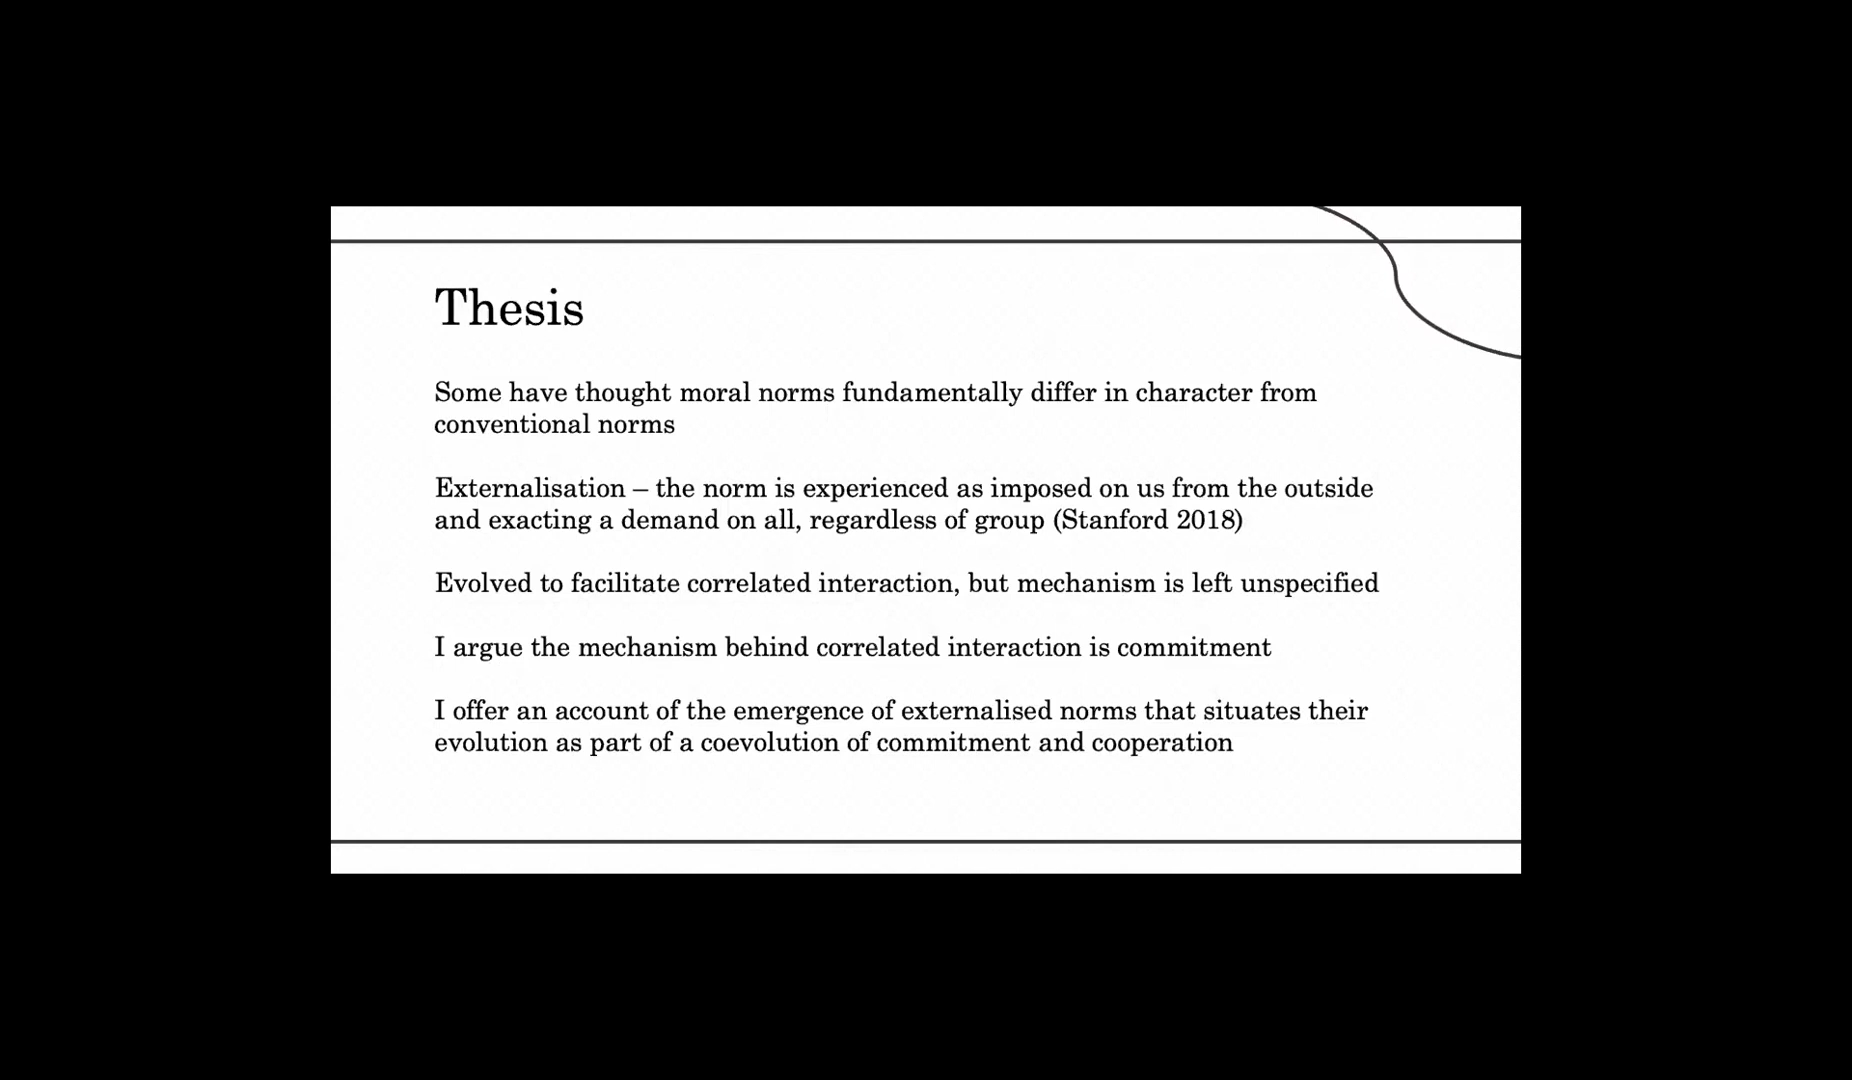 Thesis
Some have thought moral norms fundamentally differ in character from
conventional norms
Externalisation – the norm is experienced as imposed on us from the outside
and exacting a demand on all, regardless of group (Stanford 2018)
Evolved to facilitate correlated interaction, but mechanism is left unspecified
I argue the mechanism behind correlated interaction is commitment
I offer an account of the emergence of externalised norms that situates their
evolution as part of a coevolution of commitment and cooperation